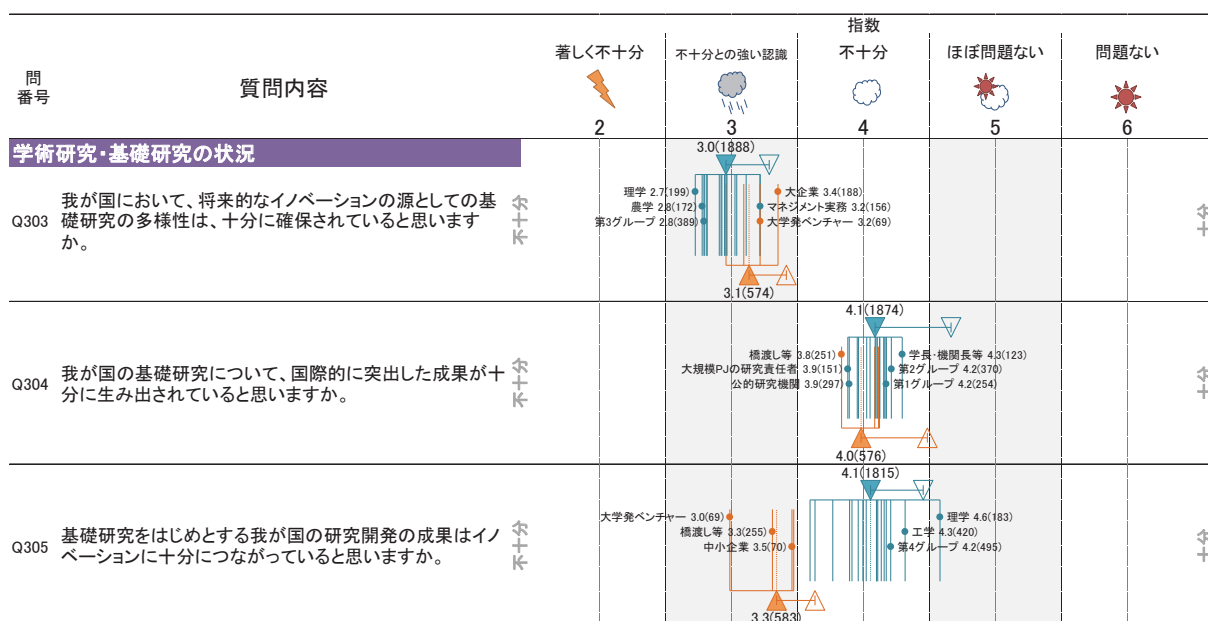 指数
問
番号
質問内容
著しく不十分
不十分との強い認識
不十分
ほぼ問題ない
問題ない
2
3
4
5
6
学術研究・基礎研究の状況
Q303
我が国において、将来的なイノベーションの源としての基
礎研究の多様性は、十分に確保されていると思います
か。
不十分
3.0(1888)
理学 2.7(199)
農学 2.8(172)
第3グループ 2.8(389)
大企業 3.4(188)
マネジメント実務 3.2(156)
大学発ベンチャー 3.2(69)
3.1(574)
十分
Q304
我が国の基礎研究について、国際的に突出した成果が十
分に生み出されていると思いますか。
不十分
4.1(1874)
橋渡し等 3.8(251)
大規模PJの研究責任者 3.9(151)
公的研究機関 3.9(297)
学長・機関長等 4.3(123)
第2グループ 4.2(370)
第1グループ 4.2(254)
4.0(576)
十分
Q305
基礎研究をはじめとする我が国の研究開発の成果はイノ
ベーションに十分につながっていると思いますか。
不十分
4.1(1815)
大学発ベンチャー 3.0(69)
橋渡し等 3.3(255)
中小企業 3.5(70)
理学 4.6(183)
工学 4.3(420)
第4グループ 4.2(495)
3.3(583)
十分